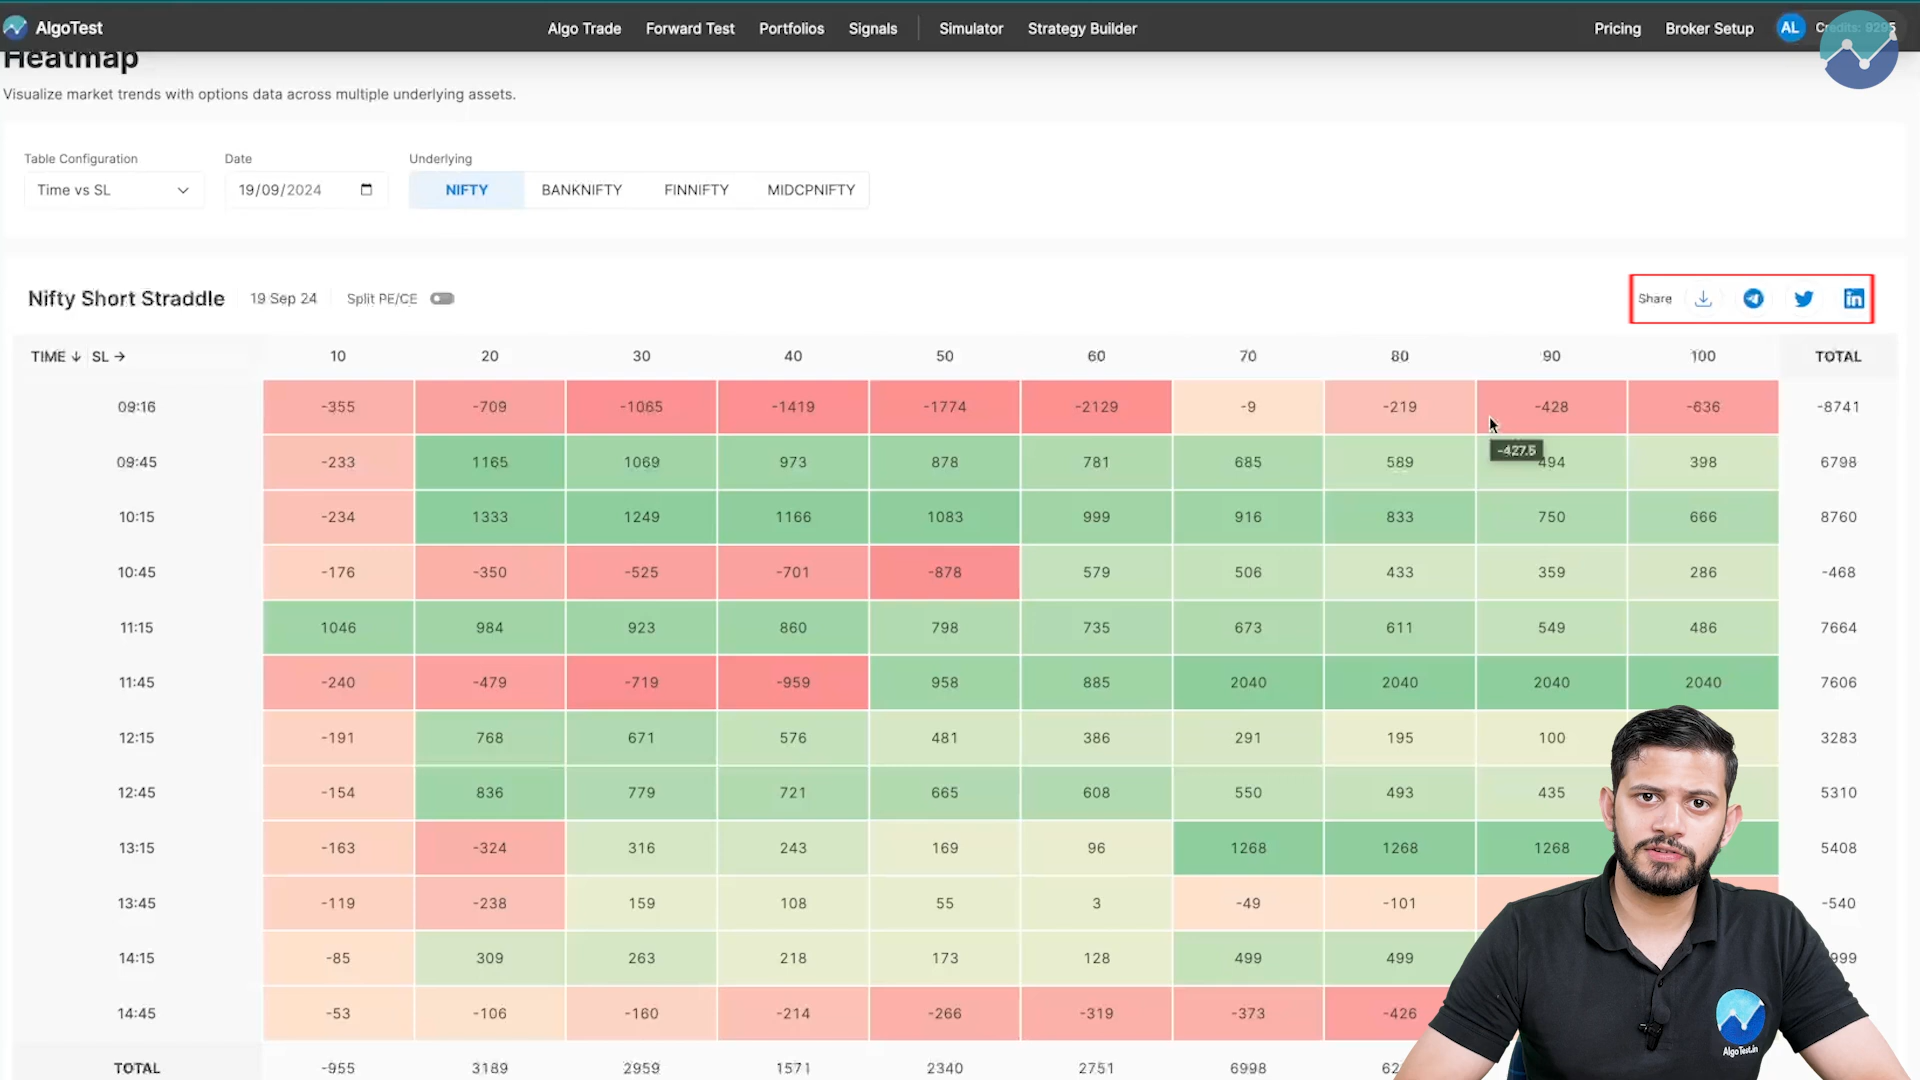 AlgoTest Algo Trade Forward Test Portfolios Signals Simulator Strategy Builder Pricing Broker Setup AL Credits: 9295
Heatmap
Visualize market trends with options data across multiple underlying assets.
Table Configuration Date Underlying
Time vs SL 19/09/2024 NIFTY BANKNIFTY FINNIFTY MIDCPNIFTY
Nifty Short Straddle 19 Sep 24 Split PE/CE Share
TIME ↓ SL → 10 20 30 40 50 60 70 80 90 100 TOTAL
09:16 -355 -709 -1065 -1419 -1774 -2129 -9 -219 -428 -636 -8741
-427.5
09:45 -233 1165 1069 973 878 781 685 589 494 398 6798
10:15 -234 1333 1249 1166 1083 999 916 833 750 666 8760
10:45 -176 -350 -525 -701 -878 579 506 433 359 286 -468
11:15 1046 984 923 860 798 735 673 611 549 486 7664
11:45 -240 -479 -719 -959 958 885 2040 2040 2040 2040 7606
12:15 -191 768 671 576 481 386 291 195 100 3283
12:45 -154 836 779 721 665 608 550 493 435 5310
13:15 -163 -324 316 243 169 96 1268 1268 1268 5408
13:45 -119 -238 159 108 55 3 -49 -101 -540
14:15 -85 309 263 218 173 128 499 499
14:45 -53 -106 -160 -214 -266 -319 -373 -426
AlgoTest.in
TOTAL -955 3189 2959 1571 2340 2751 6998